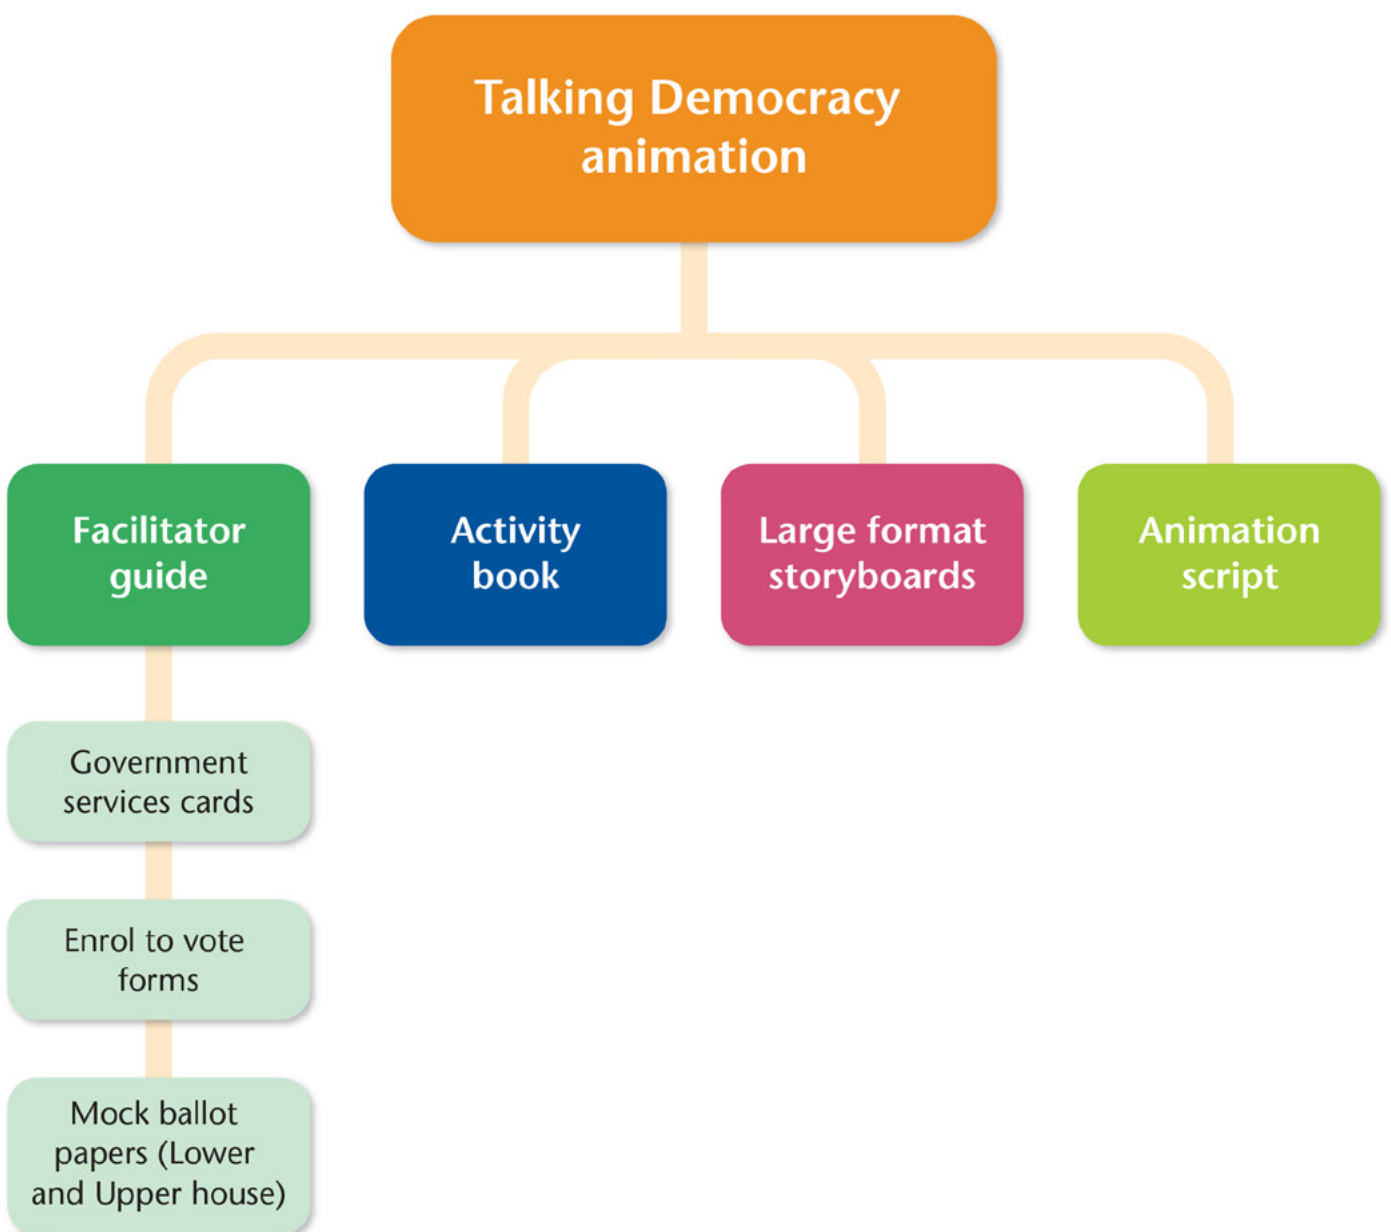 Talking Democracy
animation
Facilitator
guide
Activity
book
Large format
storyboards
Animation
script
Government
services cards
Enrol to vote
forms
Mock ballot
papers (Lower
and Upper house)